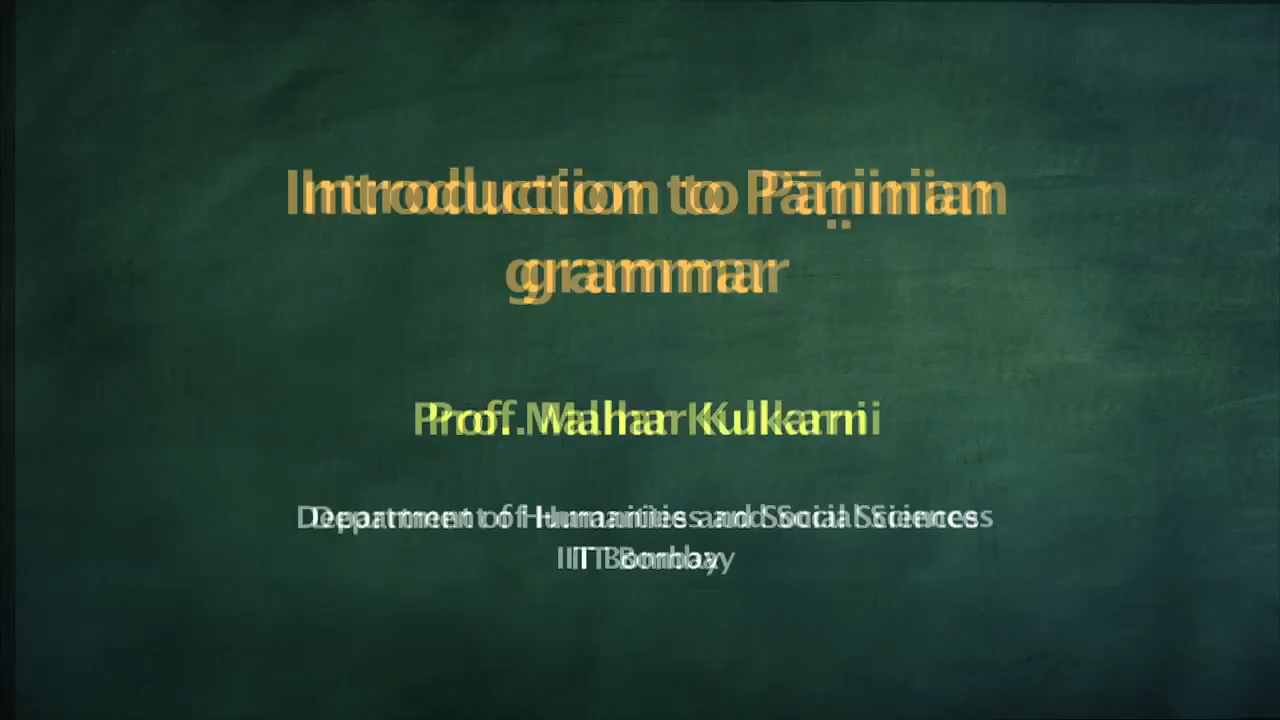 Introduction to Pāṇinian
grammar
Prof. Malhar Kulkarni
Department of Humanities and Social Sciences
IIT Bombay